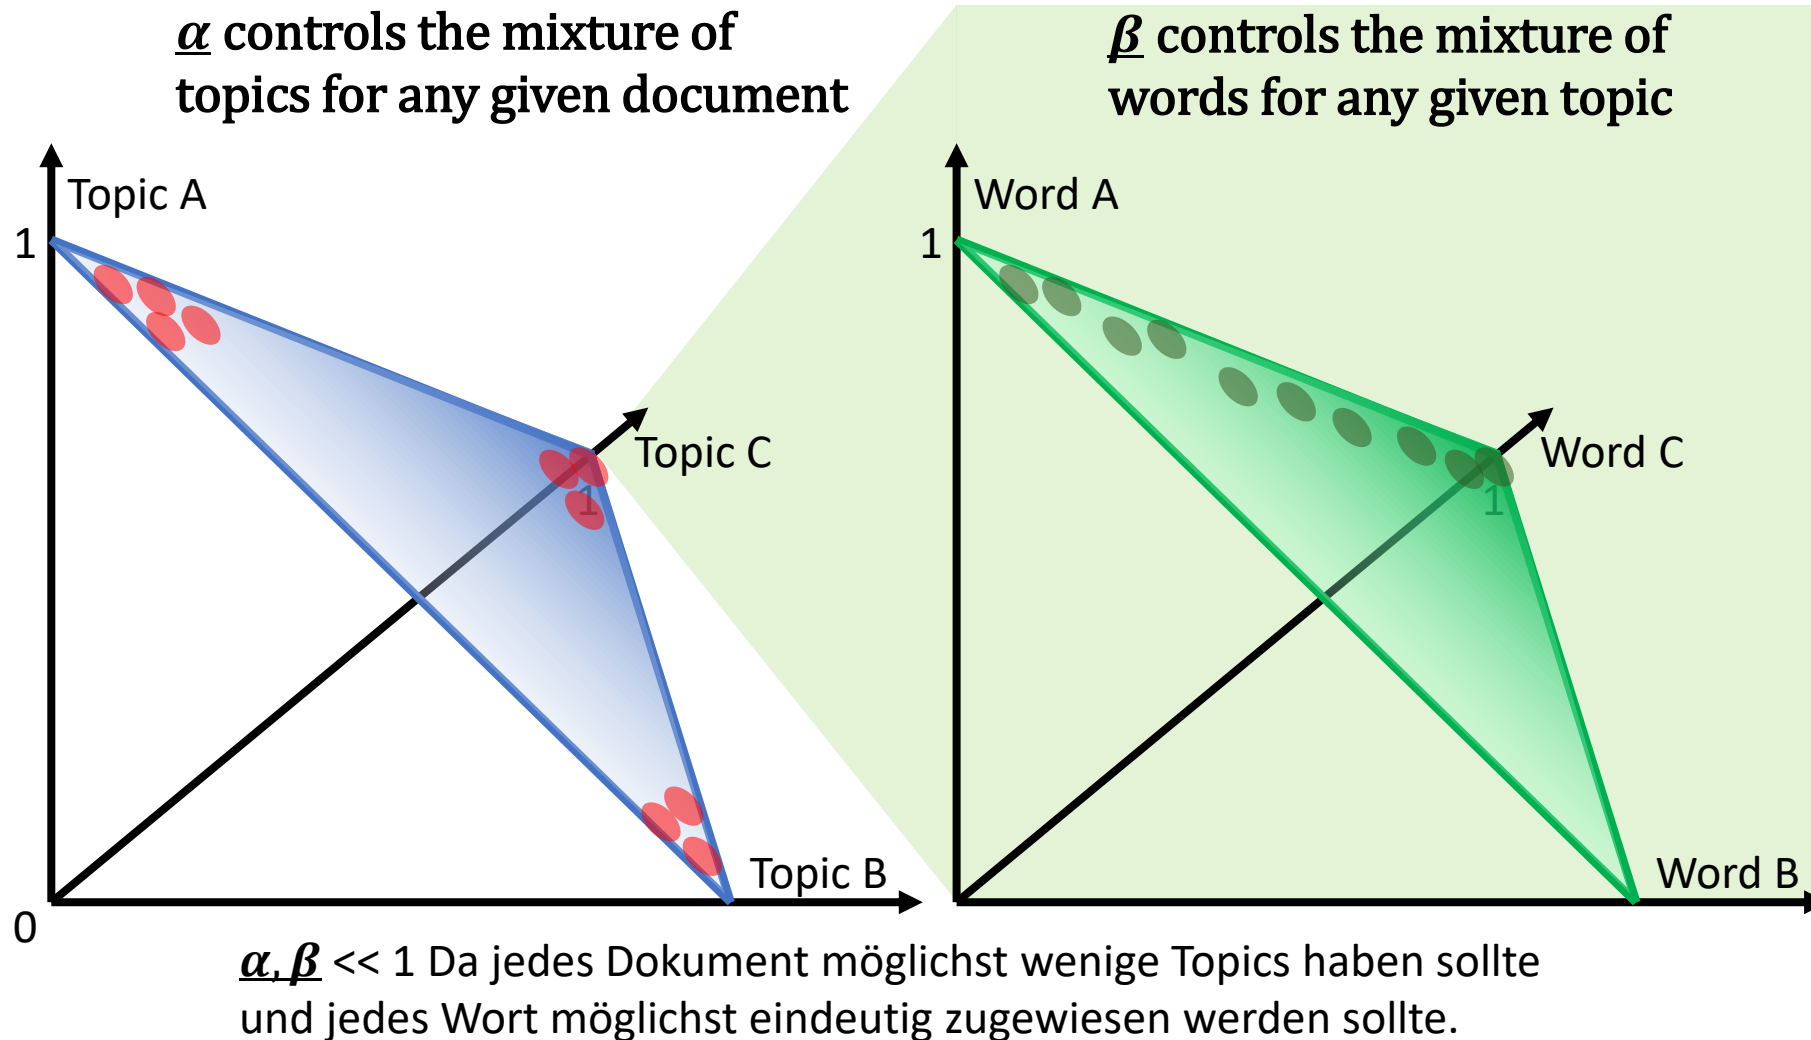 α controls the mixture of
topics for any given document
β controls the mixture of
words for any given topic
Topic A
1
Topic C
1
Topic B
0
Word A
1
Word C
1
Word B
α, β << 1 Da jedes Dokument möglichst wenige Topics haben sollte
und jedes Wort möglichst eindeutig zugewiesen werden sollte.